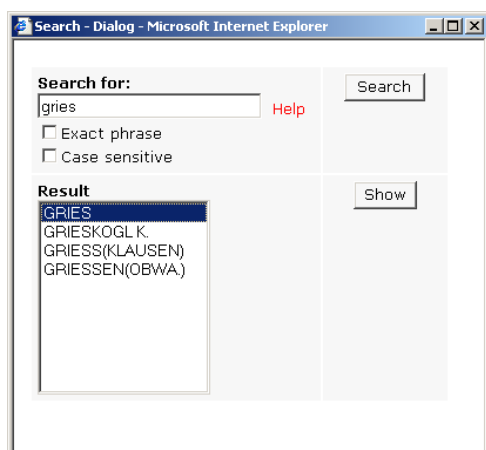 Search - Dialog - Microsoft Internet Explorer
Search for:
Search
gries
Help
Exact phrase
Case sensitive
Result
Show
GRIES
GRIESKOGL K.
GRIESS(KLAUSEN)
GRIESSEN(OBWA.)